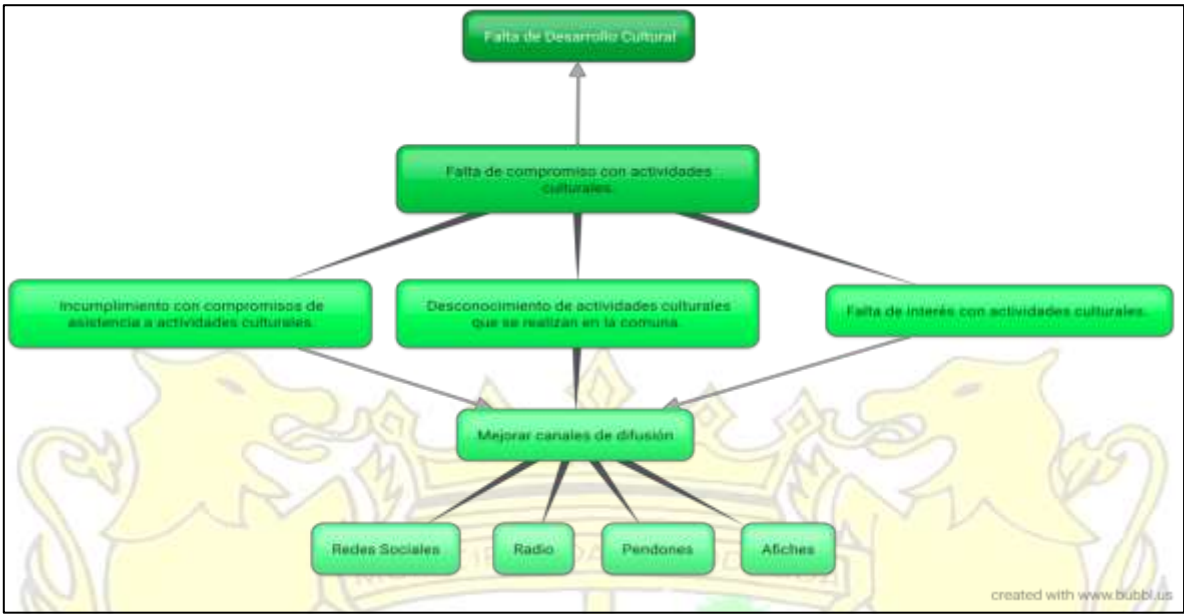 Falta de Desarrollo Cultural
Falta de compromiso con actividades
culturales.
Incumplimiento con compromisos de
asistencia a actividades culturales.
Desconocimiento de actividades culturales
que se realizan en la comuna.
Falta de interés con actividades culturales.
Mejorar canales de difusión
Redes Sociales
Radio
Pendones
Afiches
created with www.bubbl.us